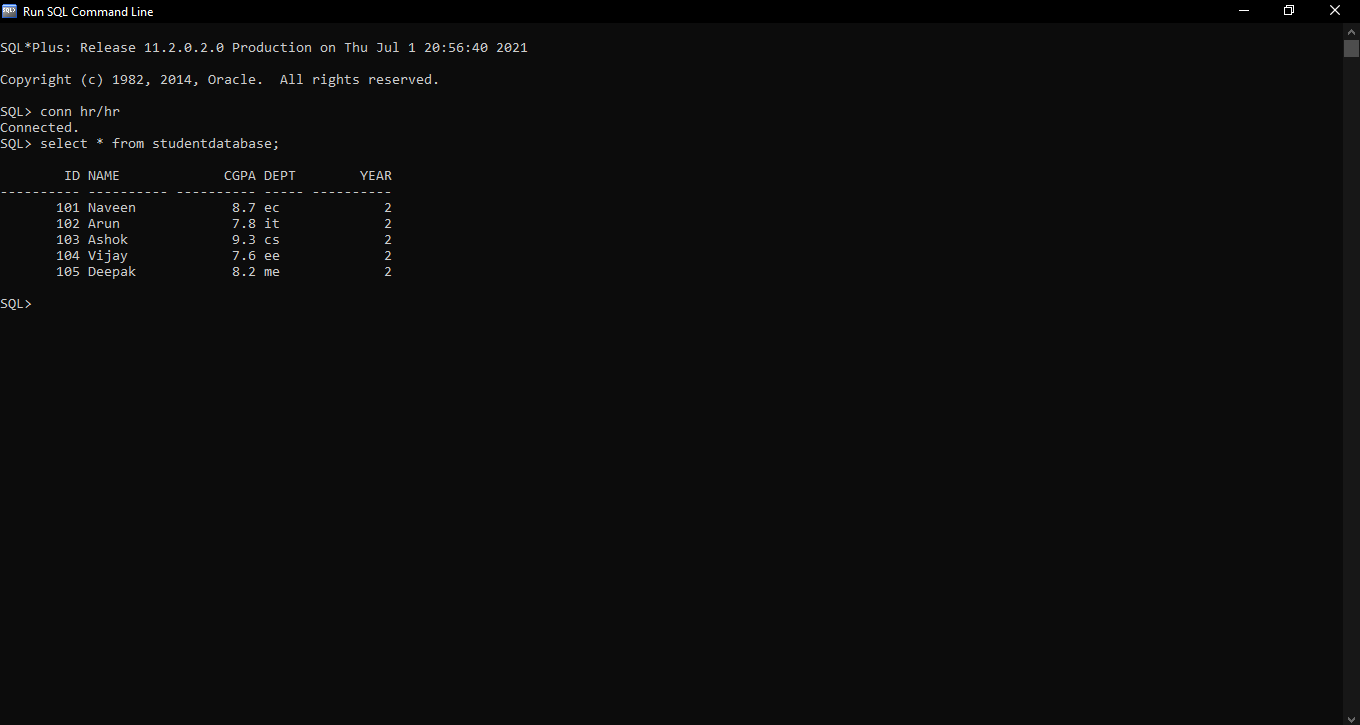 Run SQL Command Line
SQL*Plus: Release 11.2.0.2.0 Production on Thu Jul 1 20:56:40 2021
Copyright (c) 1982, 2014, Oracle.  All rights reserved.
SQL> conn hr/hr
Connected.
SQL> select * from studentdatabase;
        ID NAME             CGPA DEPT        YEAR
---------- ---------- ---------- ----- ----------
       101 Naveen            8.7 ec             2
       102 Arun              7.8 it             2
       103 Ashok             9.3 cs             2
       104 Vijay             7.6 ee             2
       105 Deepak            8.2 me             2
SQL>